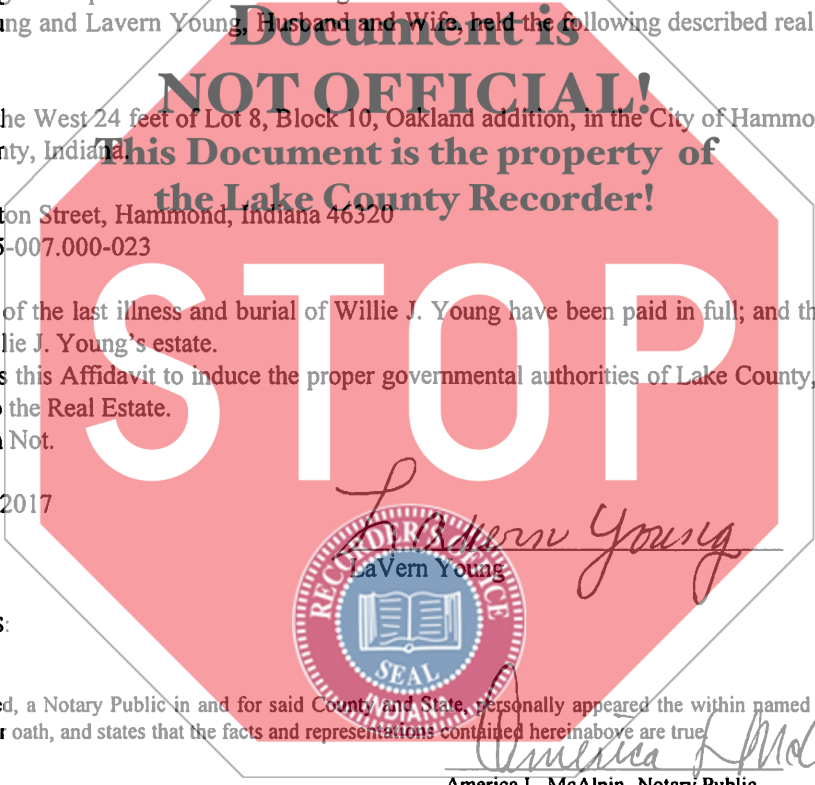 ung and Lavern Young, Husband and Wife, held the following described real
Document is
NOT OFFICIAL!
he West 24 feet of Lot 8, Block 10, Oakland addition, in the City of Hammo
nty, Indiana.
This Document is the property of
the Lake County Recorder!
ton Street, Hammond, Indiana 46320
5-007.000-023
STOP
of the last illness and burial of Willie J. Young have been paid in full; and th
lie J. Young's estate.
s this Affidavit to induce the proper governmental authorities of Lake County,
o the Real Estate.
n Not.
2017
LaVern Young
LaVern Young
RECORDER'S OFFICE
SEAL
INDIANA
S:
ed, a Notary Public in and for said County and State, personally appeared the within named
r oath, and states that the facts and representations contained hereinabove are true.
America L McAl
America L. McAlpin, Notary Public